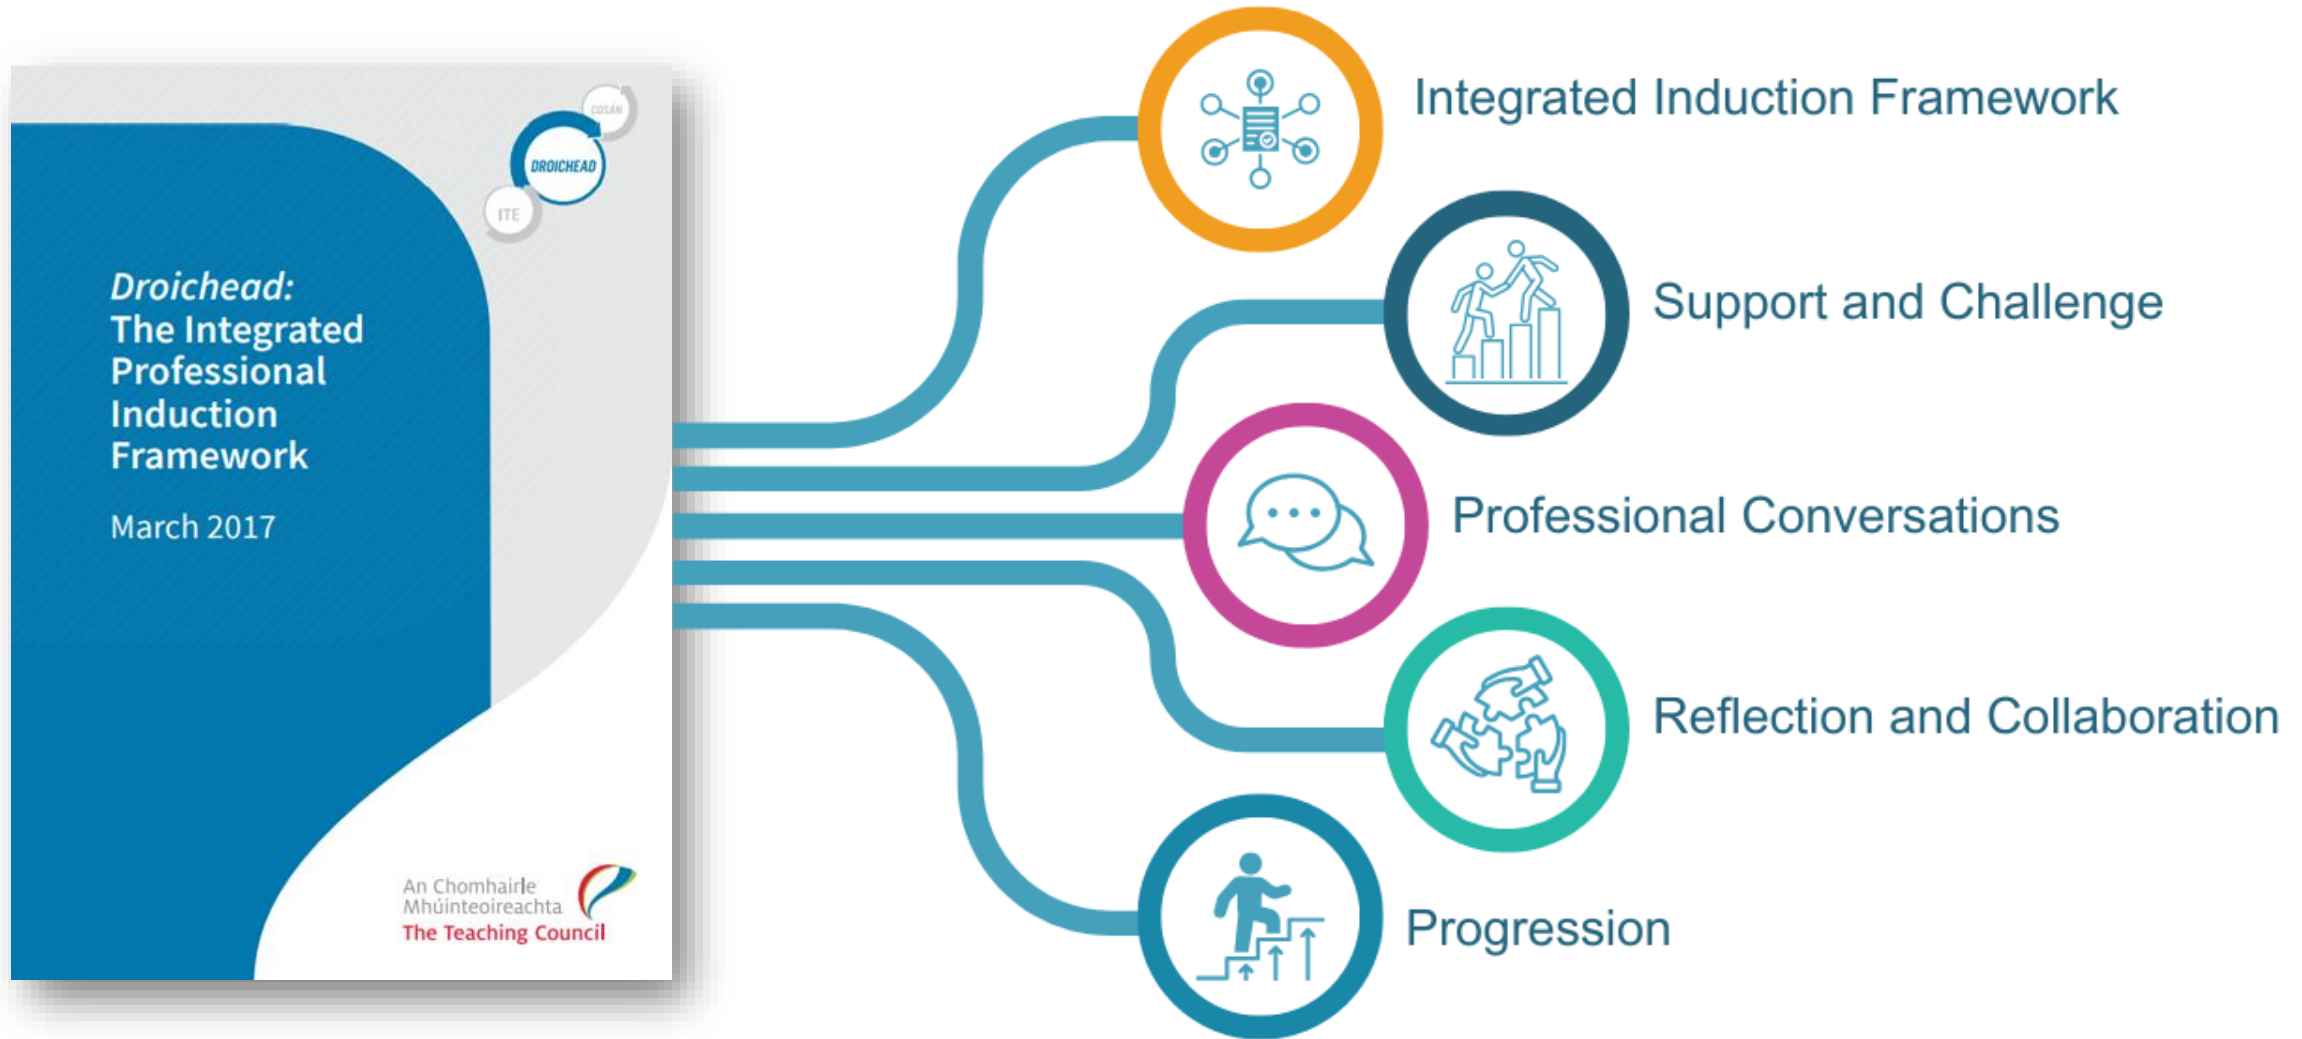 COSÁN
DROICHEAD
ITE
Droichead:
The Integrated
Professional
Induction
Framework
March 2017
An Chomhairle
Mhúinteoireachta
The Teaching Council
Integrated Induction Framework
Support and Challenge
Professional Conversations
Reflection and Collaboration
Progression